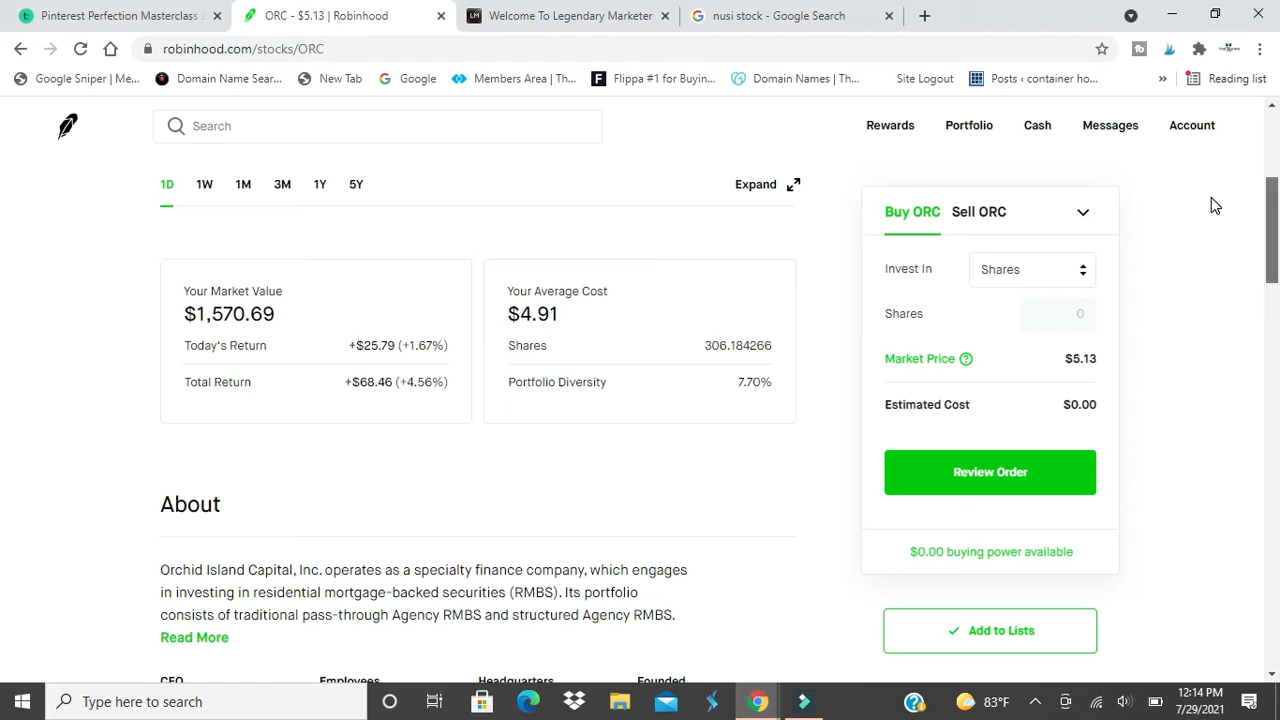 Pinterest Perfection Masterclass
ORC - $5.13 | Robinhood
LM Welcome To Legendary Marketer
nusi stock - Google Search
robinhood.com/stocks/ORC
Google Sniper | Me...
Domain Name Sear...
New Tab
Google
Members Area | Th...
Flippa #1 for Buyin...
Domain Names | Th...
Site Logout
Posts ‹ container ho...
»
Reading list
Search
Rewards
Portfolio
Cash
Messages
Account
1D 1W 1M 3M 1Y 5Y
Expand
Your Market Value
$1,570.69
Today's Return +$25.79 (+1.67%)
Total Return +$68.46 (+4.56%)
Your Average Cost
$4.91
Shares 306.184266
Portfolio Diversity 7.70%
Buy ORC Sell ORC
Invest In Shares
Shares 0
Market Price ? $5.13
Estimated Cost $0.00
Review Order
$0.00 buying power available
Add to Lists
About
Orchid Island Capital, Inc. operates as a specialty finance company, which engages
in investing in residential mortgage-backed securities (RMBS). Its portfolio
consists of traditional pass-through Agency RMBS and structured Agency RMBS.
Read More
CEO Employees Headquarters Founded
Type here to search
83°F
12:14 PM
7/29/2021